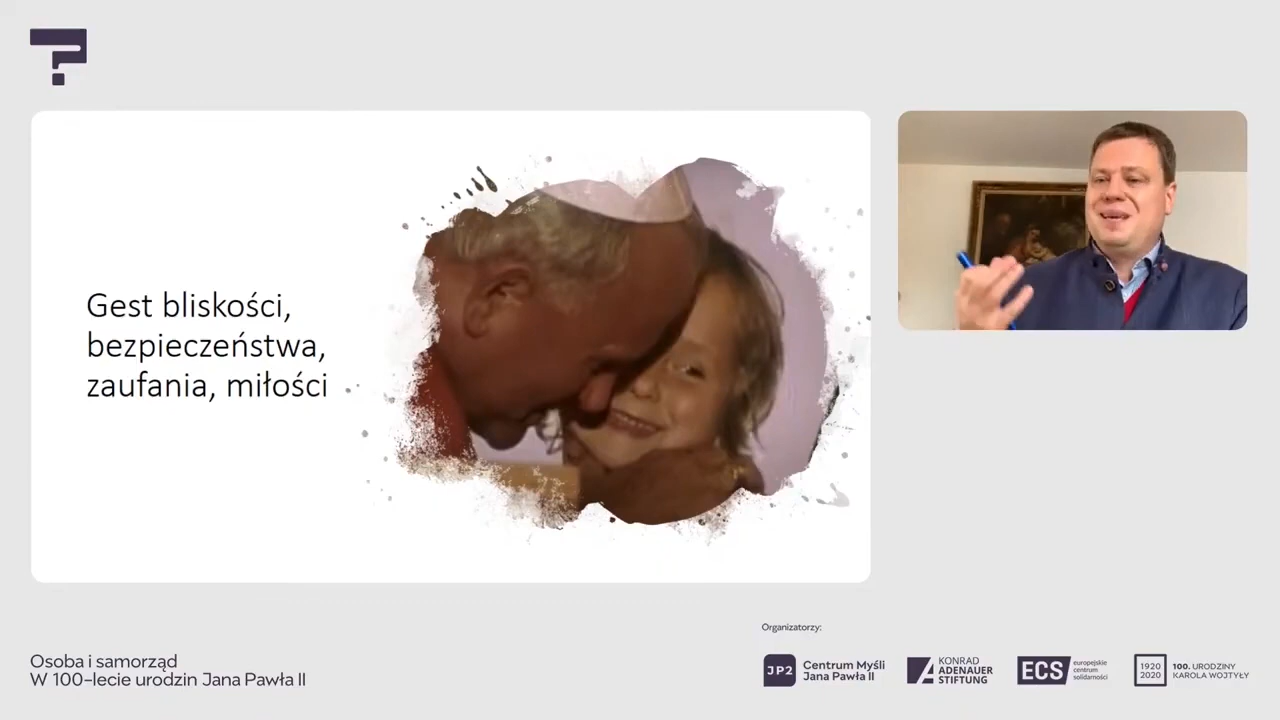 Gest bliskości,
bezpieczeństwa,
zaufania, miłości
Osoba i samorząd
W 100-lecie urodzin Jana Pawła II
Organizatorzy:
JP2
Centrum Myśli
Jana Pawła II
KONRAD
ADENAUER
STIFTUNG
ECS
europejskie
centrum
solidarności
1920
2020
100. URODZINY
KAROLA WOJTYŁY